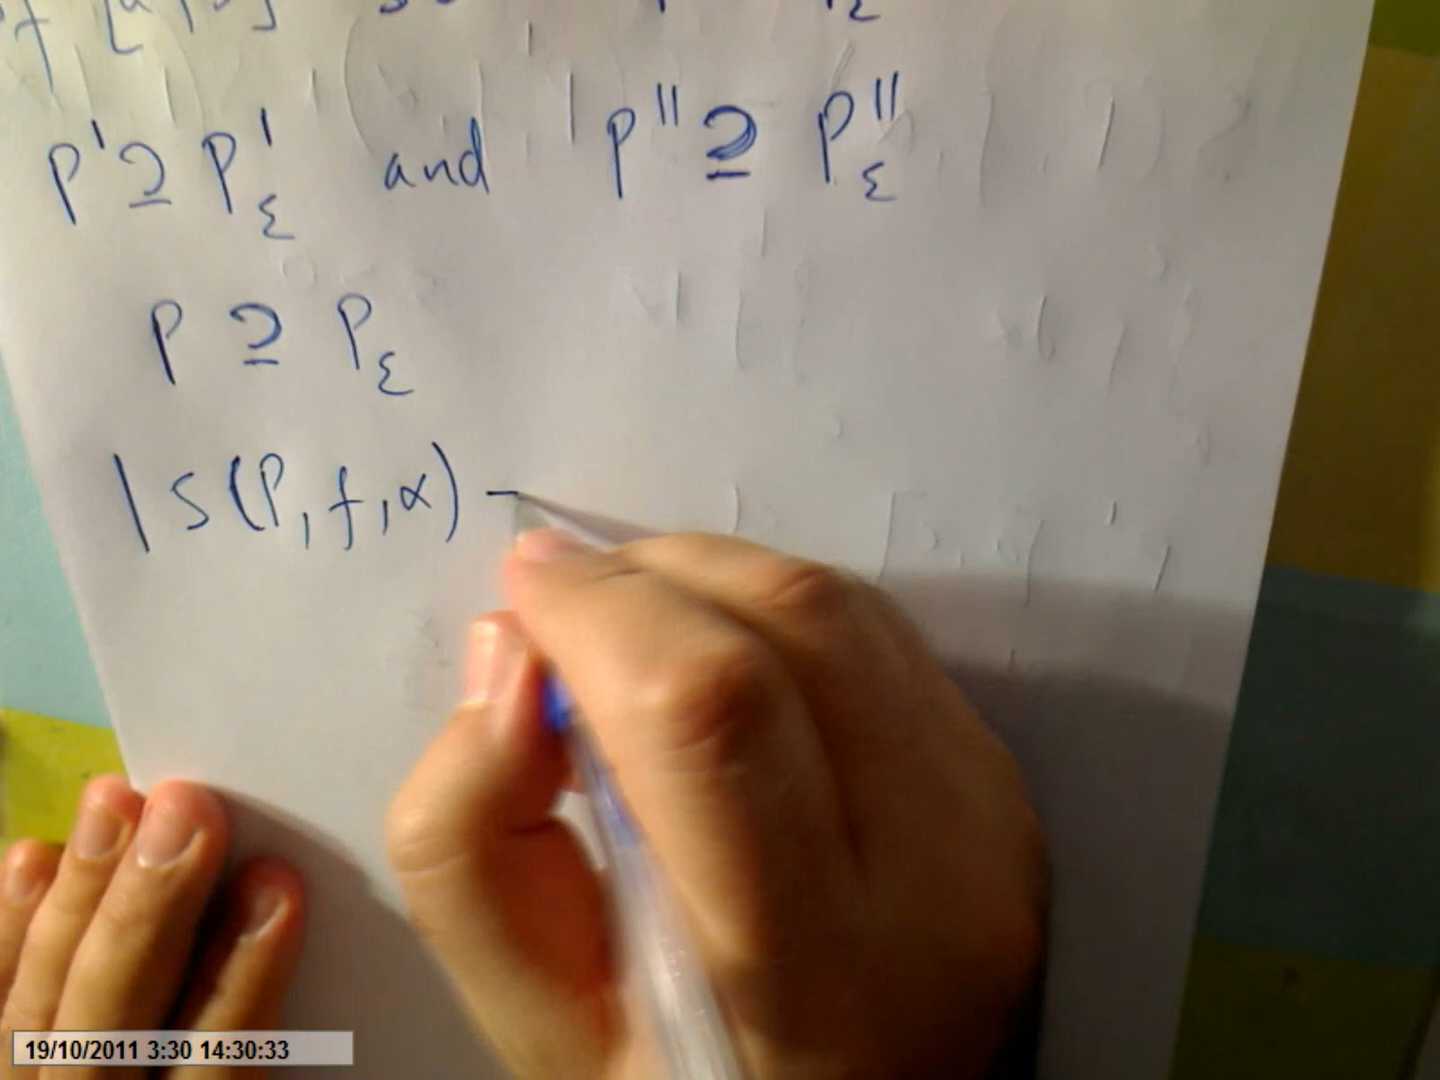 P' ⊇ P'_ε and P'' ⊇ P''_ε
P ⊇ P_ε
| S(P, f, α) –
19/10/2011 3:30 14:30:33